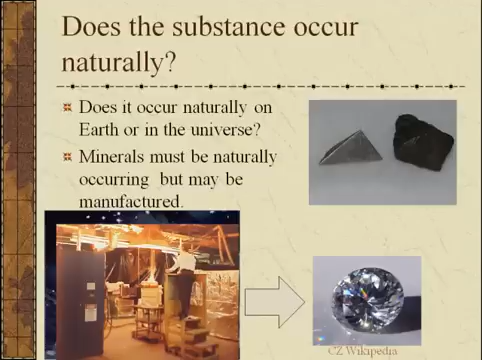 Does the substance occur
naturally?
Does it occur naturally on
Earth or in the universe?
Minerals must be naturally
occurring but may be
manufactured.
CZ Wikipedia